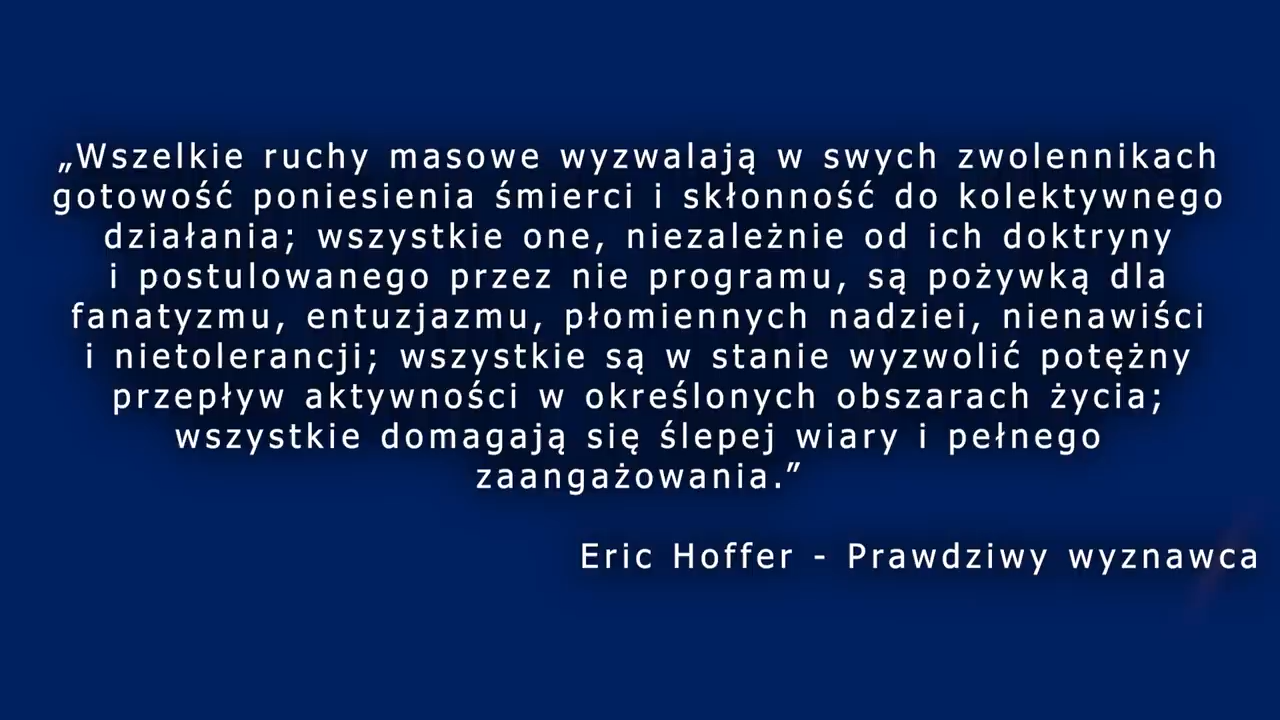 „Wszelkie ruchy masowe wyzwalają w swych zwolennikach
gotowość poniesienia śmierci i skłonność do kolektywnego
działania; wszystkie one, niezależnie od ich doktryny
i postulowanego przez nie programu, są pożywką dla
fanatyzmu, entuzjazmu, płomiennych nadziei, nienawiści
i nietolerancji; wszystkie są w stanie wyzwolić potężny
przepływ aktywności w określonych obszarach życia;
wszystkie domagają się ślepej wiary i pełnego
zaangażowania.”
Eric Hoffer - Prawdziwy wyznawca